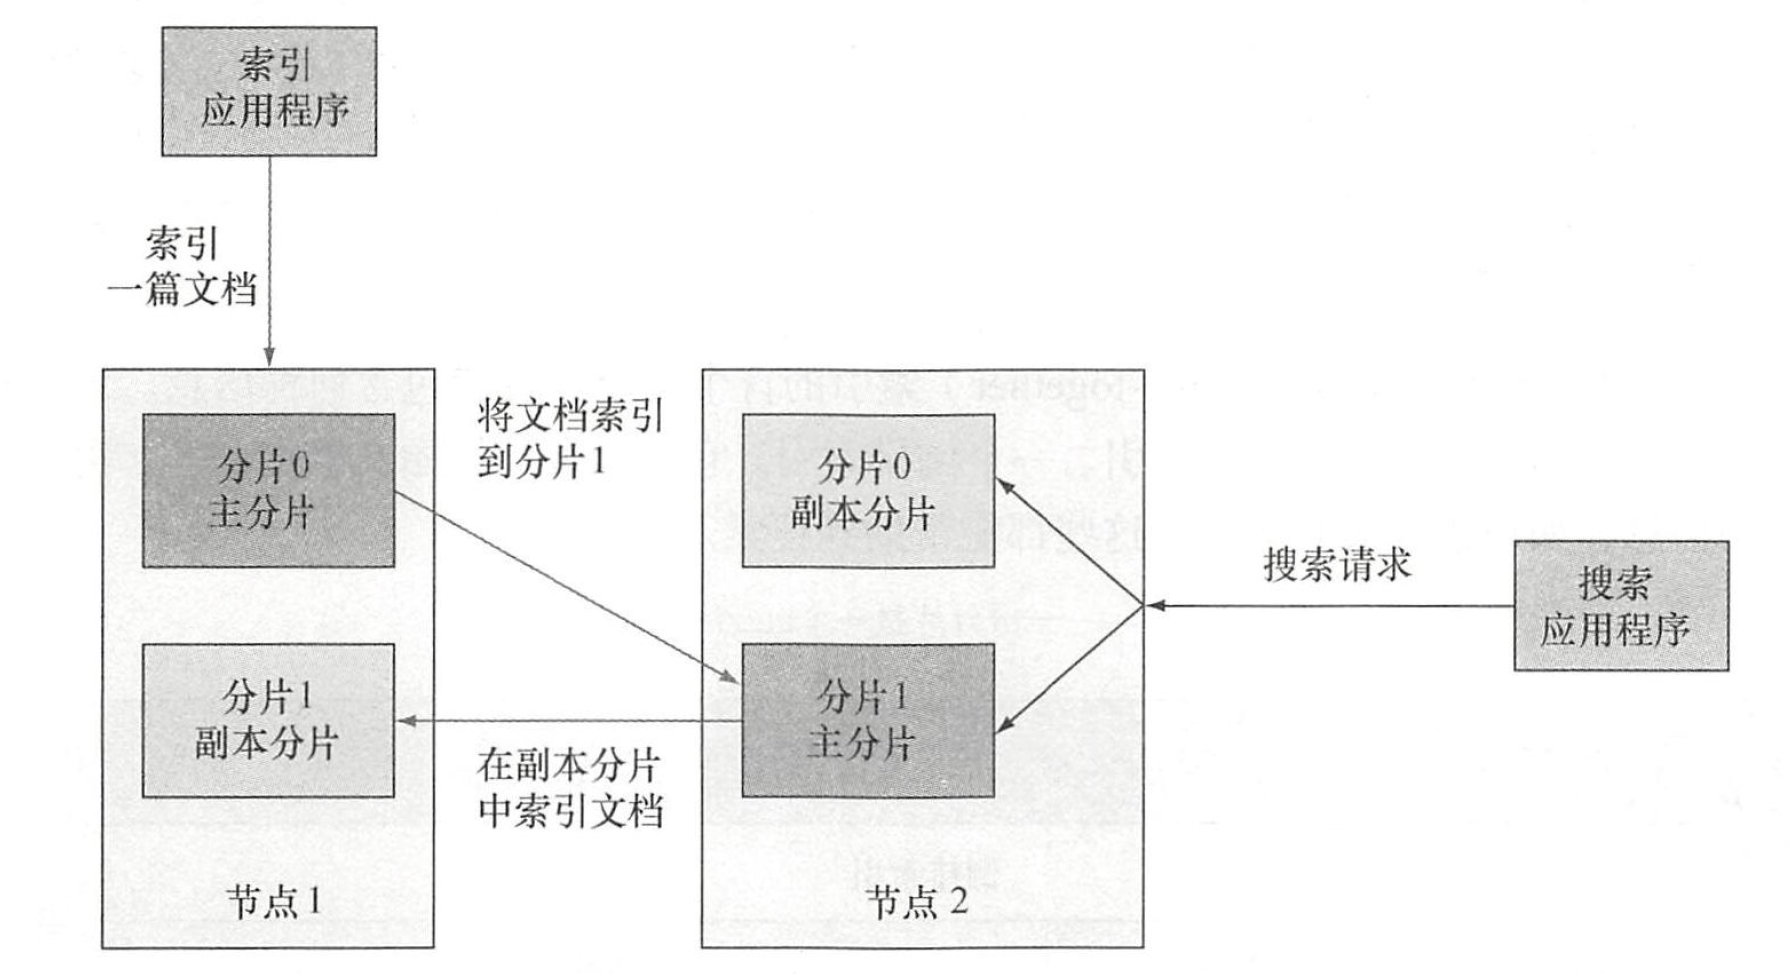 索引
应用程序
索引
一篇文档
将文档索引
到分片1
分片0
主分片
分片0
副本分片
搜索请求
搜索
应用程序
分片1
副本分片
分片1
主分片
在副本分片
中索引文档
节点1
节点2